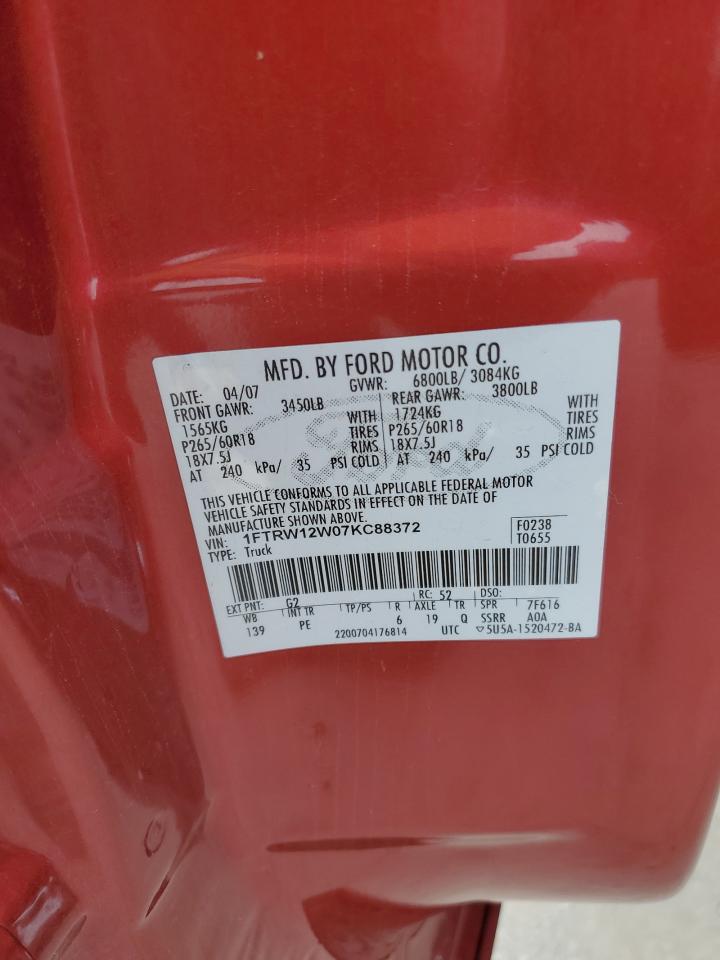 MFD. BY FORD MOTOR CO.
DATE: 04/07 GVWR: 6800LB/ 3084KG
FRONT GAWR: 3450LB REAR GAWR: 3800LB
1565KG WITH 1724KG WITH
P265/60R18 TIRES P265/60R18 TIRES
18X7.5J RIMS 18X7.5J RIMS
AT 240 kPa/ 35 PSI COLD AT 240 kPa/ 35 PSI COLD
THIS VEHICLE CONFORMS TO ALL APPLICABLE FEDERAL MOTOR
VEHICLE SAFETY STANDARDS IN EFFECT ON THE DATE OF
MANUFACTURE SHOWN ABOVE.
VIN: 1FTRW12W07KC88372 F0238
TYPE: Truck T0655
EXT PNT: G2 RC: 52 DSO:
WB INT TR TP/PS R AXLE TR SPR 7F616
139 PE 6 19 Q SSRR A0A
2200704176814 UTC ▽5U5A-1520472-BA
Ford